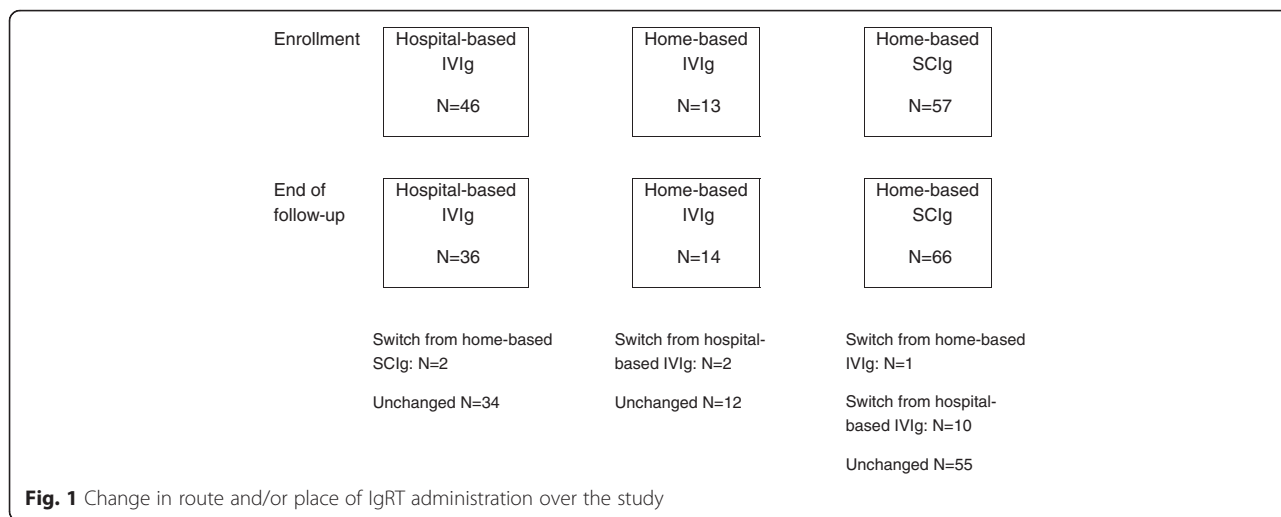 Enrollment
Hospital-based
IVIg
N=46
Home-based
IVIg
N=13
Home-based
SCIg
N=57
End of
follow-up
Hospital-based
IVIg
N=36
Home-based
IVIg
N=14
Home-based
SCIg
N=66
Switch from home-based
SCIg: N=2
Unchanged N=34
Switch from hospital-
based IVIg: N=2
Unchanged N=12
Switch from home-based
IVIg: N=1
Switch from hospital-
based IVIg: N=10
Unchanged N=55
Fig. 1 Change in route and/or place of IgRT administration over the study